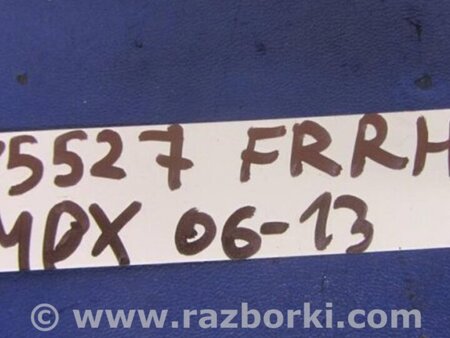 5527 FRRH
MDX 06-13
© www.razborki.com